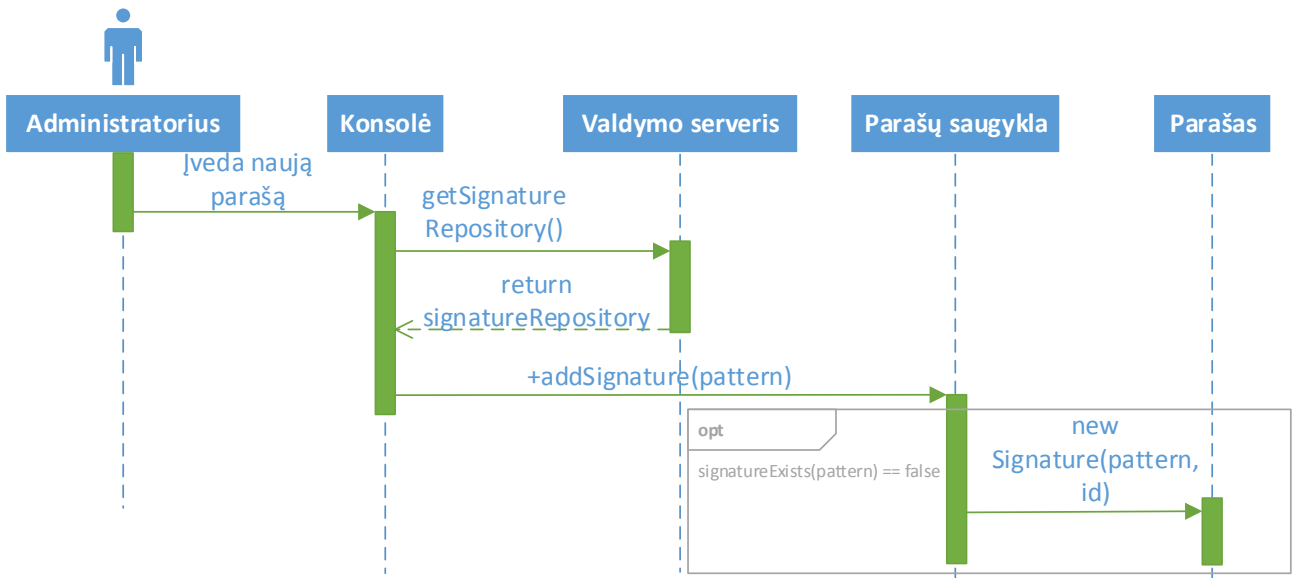 Administratorius
Konsolė
Valdymo serveris
Parašų saugykla
Parašas
Įveda naują
parašą
getSignature
Repository()
return
signatureRepository
+addSignature(pattern)
opt
signatureExists(pattern) == false
new
Signature(pattern,
id)